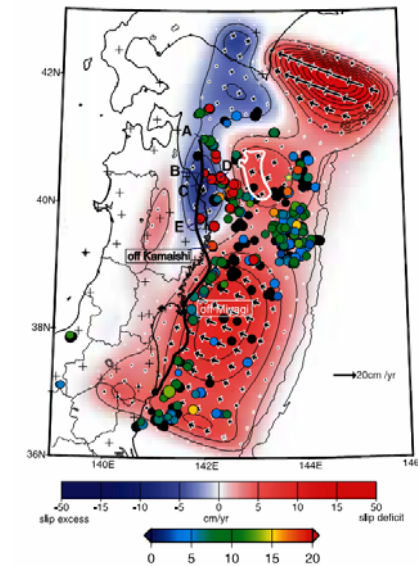 42N
A
B
D
C
40N
E
off Kamaishi
off Miyagi
38N
20cm /yr
36N
140E
142E
144E
146
-50 -15 -10 -5 0 5 10 15 50
slip excess cm/yr slip deficit
0 5 10 15 20